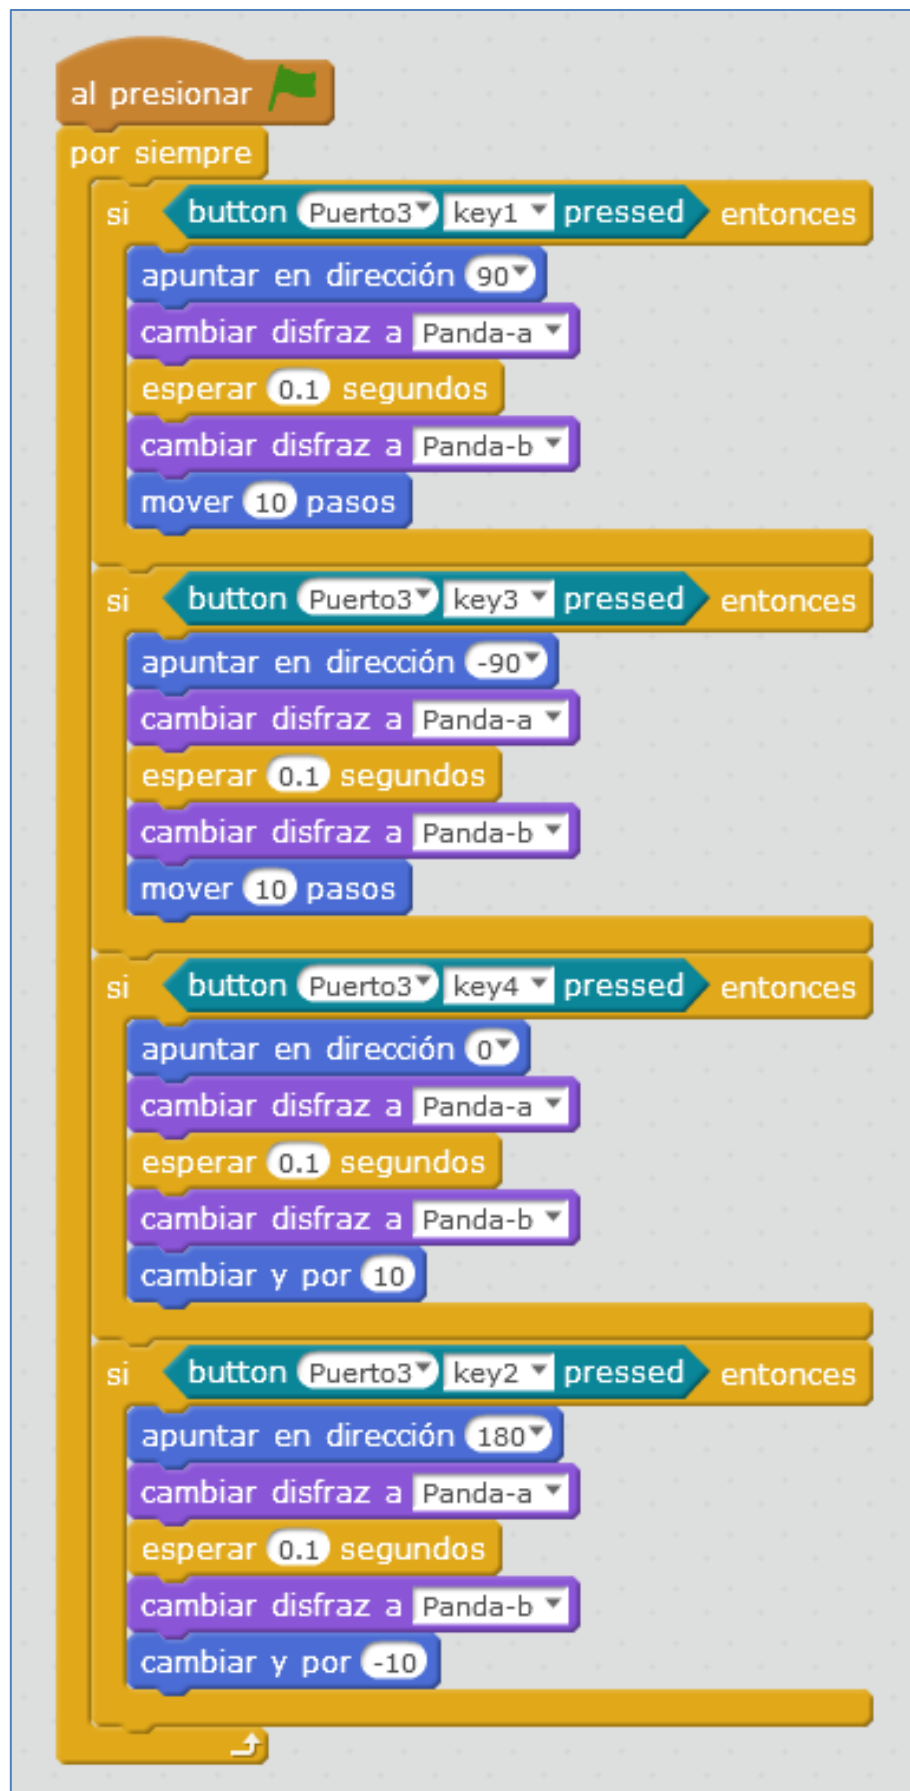 al presionar
por siempre
si button Puerto3 key1 pressed entonces
apuntar en dirección 90
cambiar disfraz a Panda-a
esperar 0.1 segundos
cambiar disfraz a Panda-b
mover 10 pasos
si button Puerto3 key3 pressed entonces
apuntar en dirección -90
cambiar disfraz a Panda-a
esperar 0.1 segundos
cambiar disfraz a Panda-b
mover 10 pasos
si button Puerto3 key4 pressed entonces
apuntar en dirección 0
cambiar disfraz a Panda-a
esperar 0.1 segundos
cambiar disfraz a Panda-b
cambiar y por 10
si button Puerto3 key2 pressed entonces
apuntar en dirección 180
cambiar disfraz a Panda-a
esperar 0.1 segundos
cambiar disfraz a Panda-b
cambiar y por -10